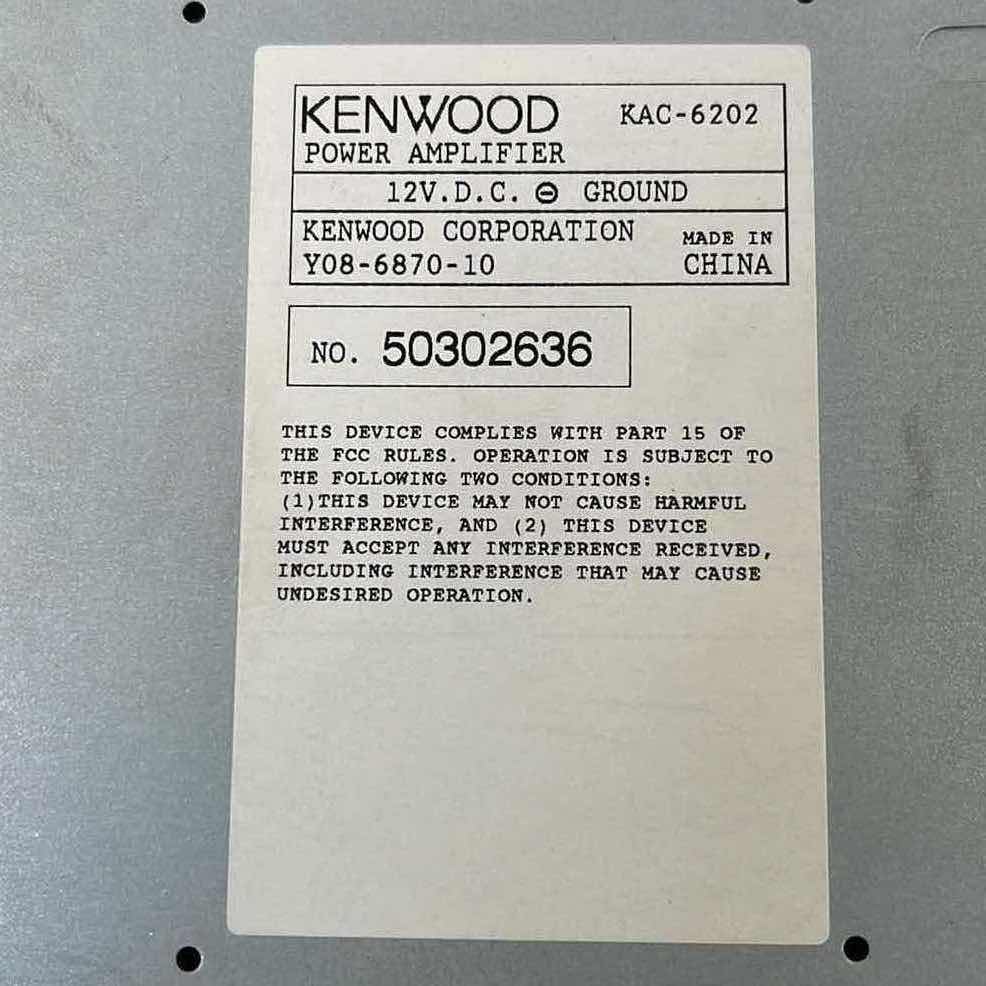 KENWOOD KAC-6202
POWER AMPLIFIER
12V.D.C. ⊖ GROUND
KENWOOD CORPORATION MADE IN
Y08-6870-10 CHINA
NO. 50302636
THIS DEVICE COMPLIES WITH PART 15 OF
THE FCC RULES. OPERATION IS SUBJECT TO
THE FOLLOWING TWO CONDITIONS:
(1)THIS DEVICE MAY NOT CAUSE HARMFUL
INTERFERENCE, AND (2) THIS DEVICE
MUST ACCEPT ANY INTERFERENCE RECEIVED,
INCLUDING INTERFERENCE THAT MAY CAUSE
UNDESIRED OPERATION.